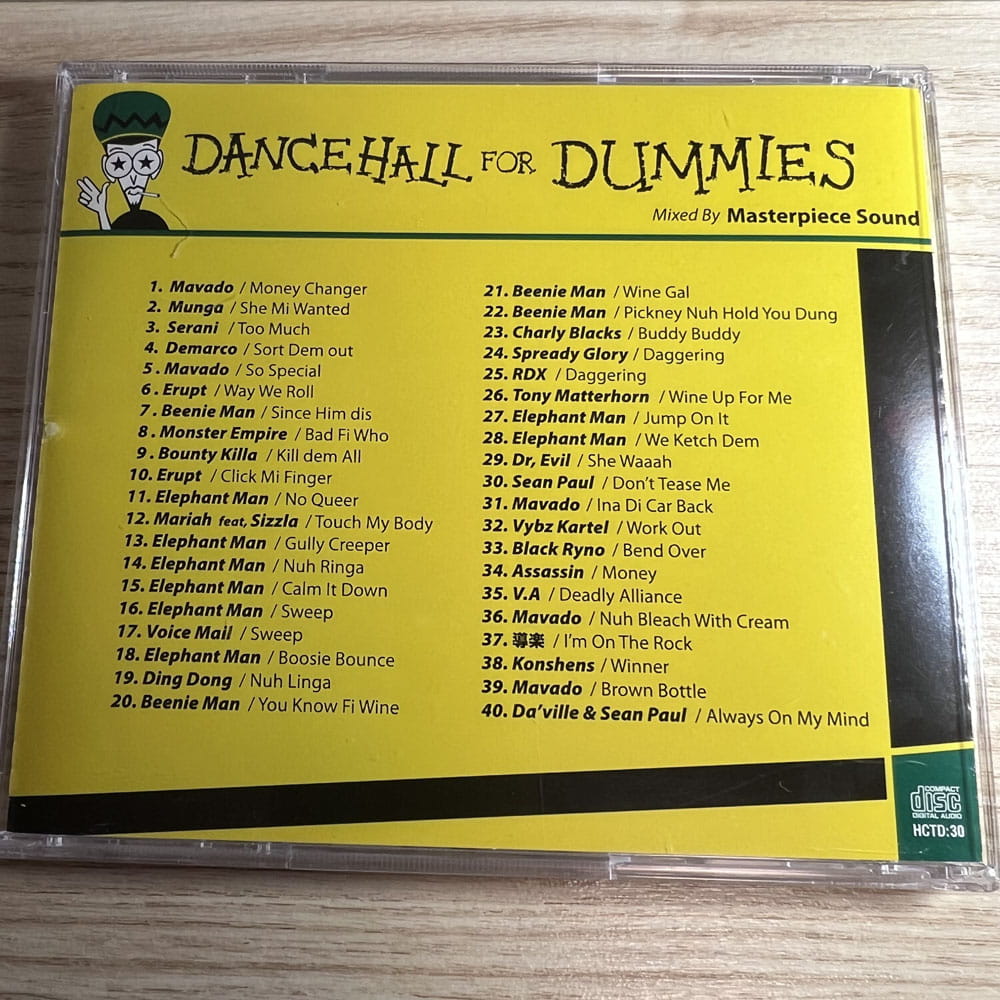 DANCEHALL FOR DUMMIES
Mixed By Masterpiece Sound
1. Mavado / Money Changer
2. Munga / She Mi Wanted
3. Serani / Too Much
4. Demarco / Sort Dem out
5. Mavado / So Special
6. Erupt / Way We Roll
7. Beenie Man / Since Him dis
8. Monster Empire / Bad Fi Who
9. Bounty Killa / Kill dem All
10. Erupt / Click Mi Finger
11. Elephant Man / No Queer
12. Mariah feat, Sizzla / Touch My Body
13. Elephant Man / Gully Creeper
14. Elephant Man / Nuh Ringa
15. Elephant Man / Calm It Down
16. Elephant Man / Sweep
17. Voice Mail / Sweep
18. Elephant Man / Boosie Bounce
19. Ding Dong / Nuh Linga
20. Beenie Man / You Know Fi Wine
21. Beenie Man / Wine Gal
22. Beenie Man / Pickney Nuh Hold You Dung
23. Charly Blacks / Buddy Buddy
24. Spready Glory / Daggering
25. RDX / Daggering
26. Tony Matterhorn / Wine Up For Me
27. Elephant Man / Jump On It
28. Elephant Man / We Ketch Dem
29. Dr, Evil / She Waaah
30. Sean Paul / Don't Tease Me
31. Mavado / Ina Di Car Back
32. Vybz Kartel / Work Out
33. Black Ryno / Bend Over
34. Assassin / Money
35. V.A / Deadly Alliance
36. Mavado / Nuh Bleach With Cream
37. 導楽 / I'm On The Rock
38. Konshens / Winner
39. Mavado / Brown Bottle
40. Da'ville & Sean Paul / Always On My Mind
COMPACT
disc
DIGITAL AUDIO
HCTD:30